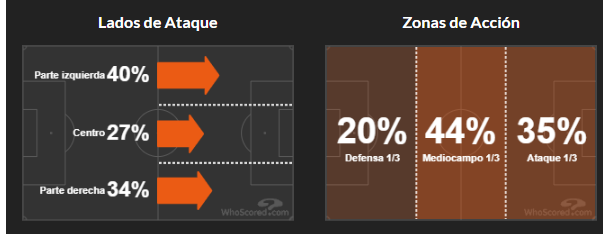 Lados de Ataque
Parte izquierda 40%
Centro 27%
Parte derecha 34%
WhoScored.com
Zonas de Acción
20% 44% 35%
Defensa 1/3 Mediocampo 1/3 Ataque 1/3
WhoScored.com